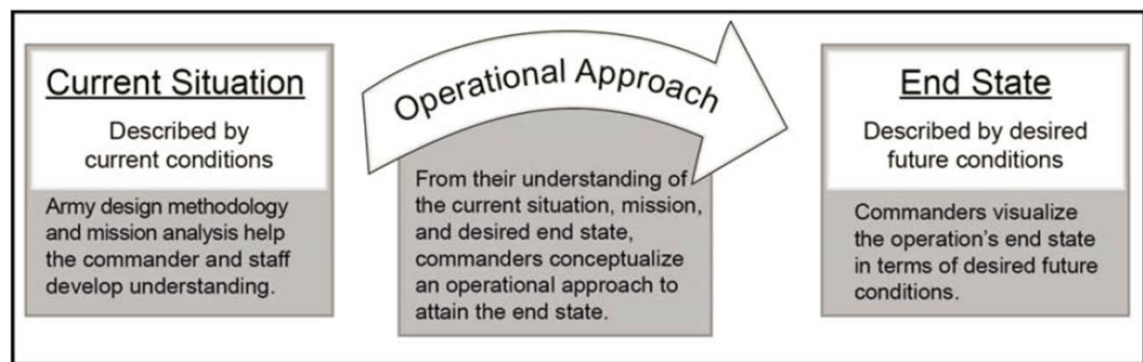 Current Situation
Described by
current conditions
Army design methodology
and mission analysis help
the commander and staff
develop understanding.
Operational Approach
From their understanding of
the current situation, mission,
and desired end state,
commanders conceptualize
an operational approach to
attain the end state.
End State
Described by desired
future conditions
Commanders visualize
the operation's end state
in terms of desired future
conditions.